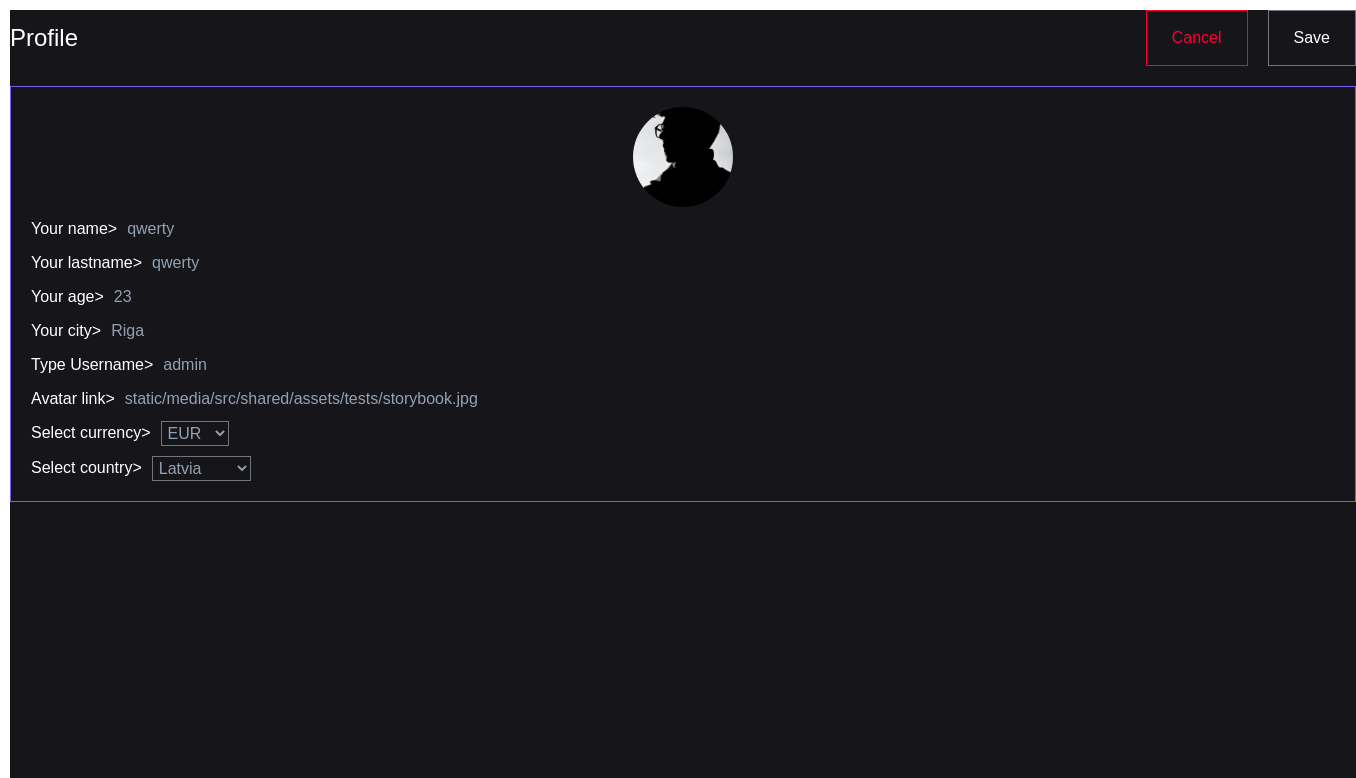 Profile
Cancel
Save
Your name> qwerty
Your lastname> qwerty
Your age> 23
Your city> Riga
Type Username> admin
Avatar link> static/media/src/shared/assets/tests/storybook.jpg
Select currency> EUR
Select country> Latvia